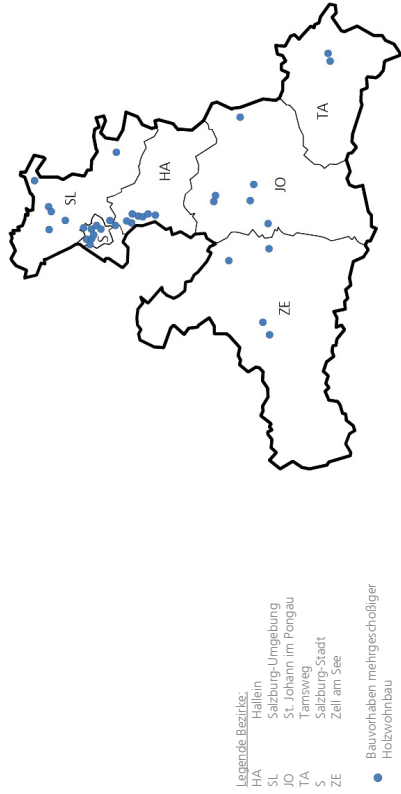 SL
S
HA
JO
TA
ZE
Legende Bezirke:
HA Hallein
SL Salzburg-Umgebung
JO St. Johann im Pongau
TA Tamsweg
S Salzburg-Stadt
ZE Zell am See
Bauvorhaben mehrgeschoßiger
Holzwohnbau